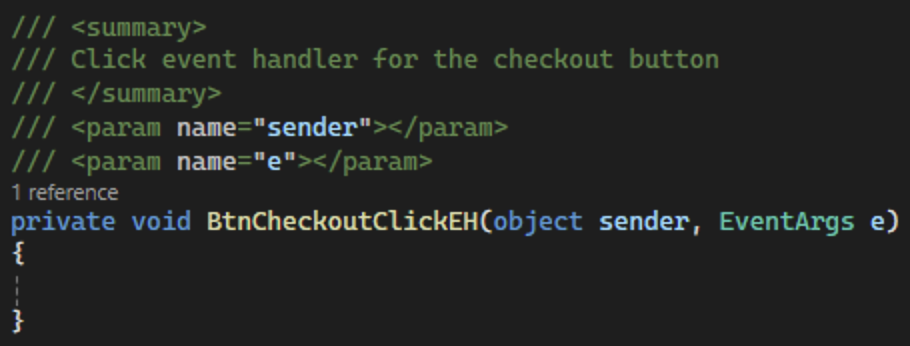 /// <summary>
/// Click event handler for the checkout button
/// </summary>
/// <param name="sender"></param>
/// <param name="e"></param>
1 reference
private void BtnCheckoutClickEH(object sender, EventArgs e)
{
}